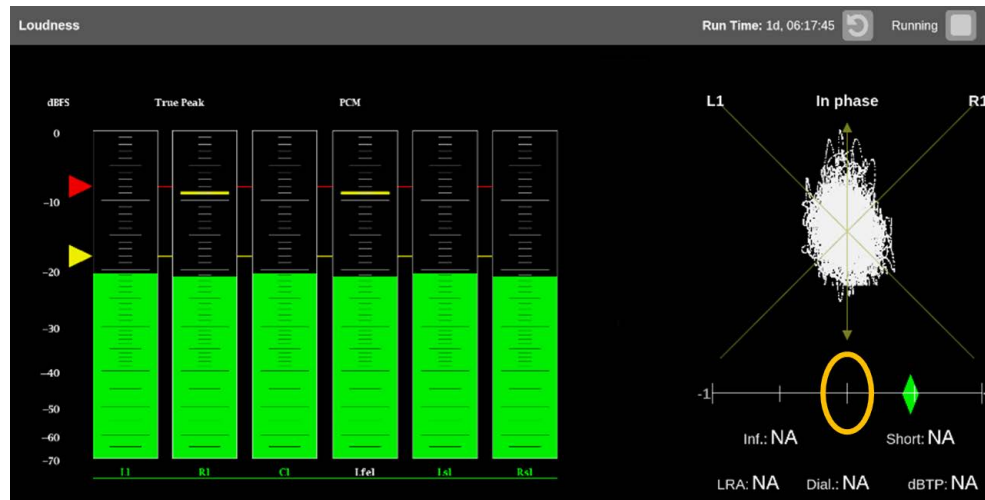 Loudness
Run Time: 1d, 06:17:45
Running
dBFS
True Peak
PCM
0
-10
-20
-30
-40
-50
-60
-70
L1
R1
C1
Lfe1
Ls1
Rs1
L1
In phase
R1
-1
Inf.: NA
Short: NA
LRA: NA
Dial.: NA
dBTP: NA